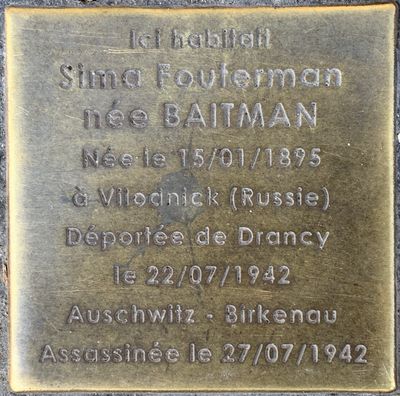 Ici habitait
Sima Fouterman
née BAITMAN
Née le 15/01/1895
à Vilodnick (Russie)
Déportée de Drancy
le 22/07/1942
Auschwitz - Birkenau
Assassinée le 27/07/1942